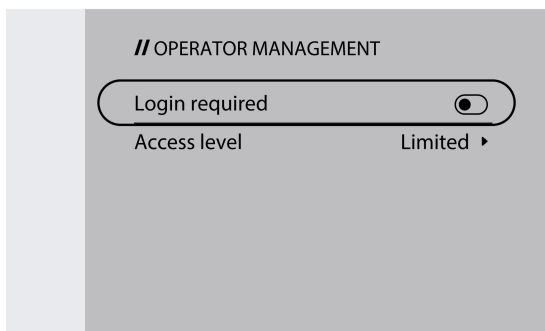 // OPERATOR MANAGEMENT
Login required
Access level Limited